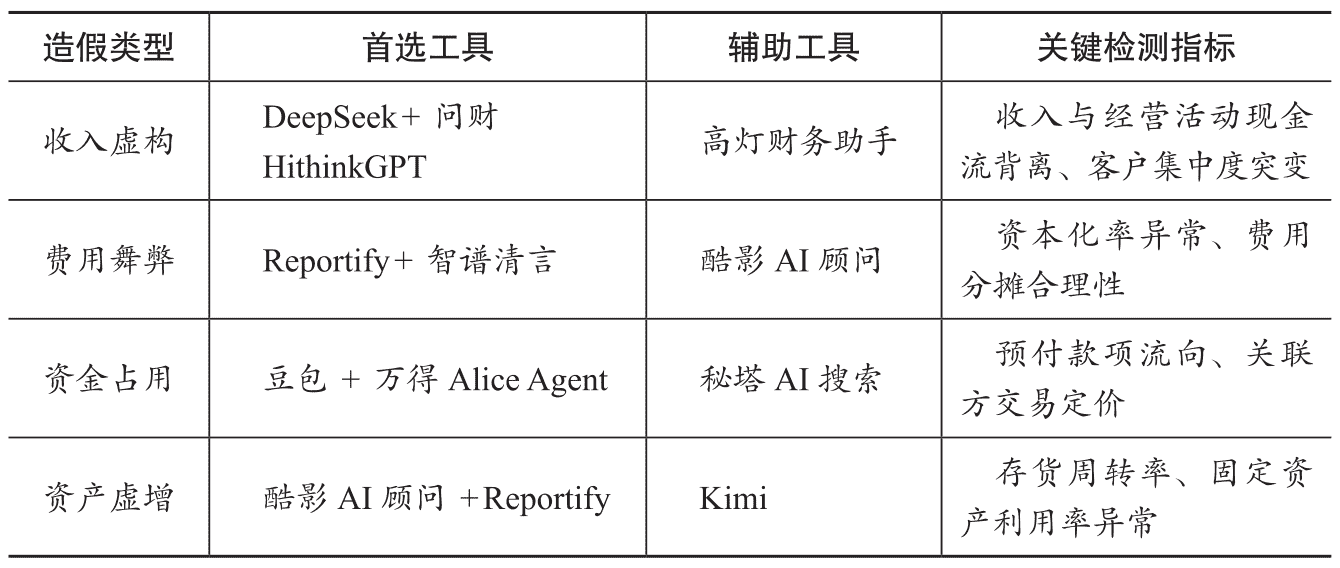 造假类型 首选工具 辅助工具 关键检测指标
收入虚构 DeepSeek+ 问财 HithinkGPT 高灯财务助手 收入与经营活动现金流背离、客户集中度突变
费用舞弊 Reportify+ 智谱清言 酷影 AI 顾问 资本化率异常、费用分摊合理性
资金占用 豆包 + 万得 Alice Agent 秘塔 AI 搜索 预付款项流向、关联方交易定价
资产虚增 酷影 AI 顾问 +Reportify Kimi 存货周转率、固定资产利用率异常